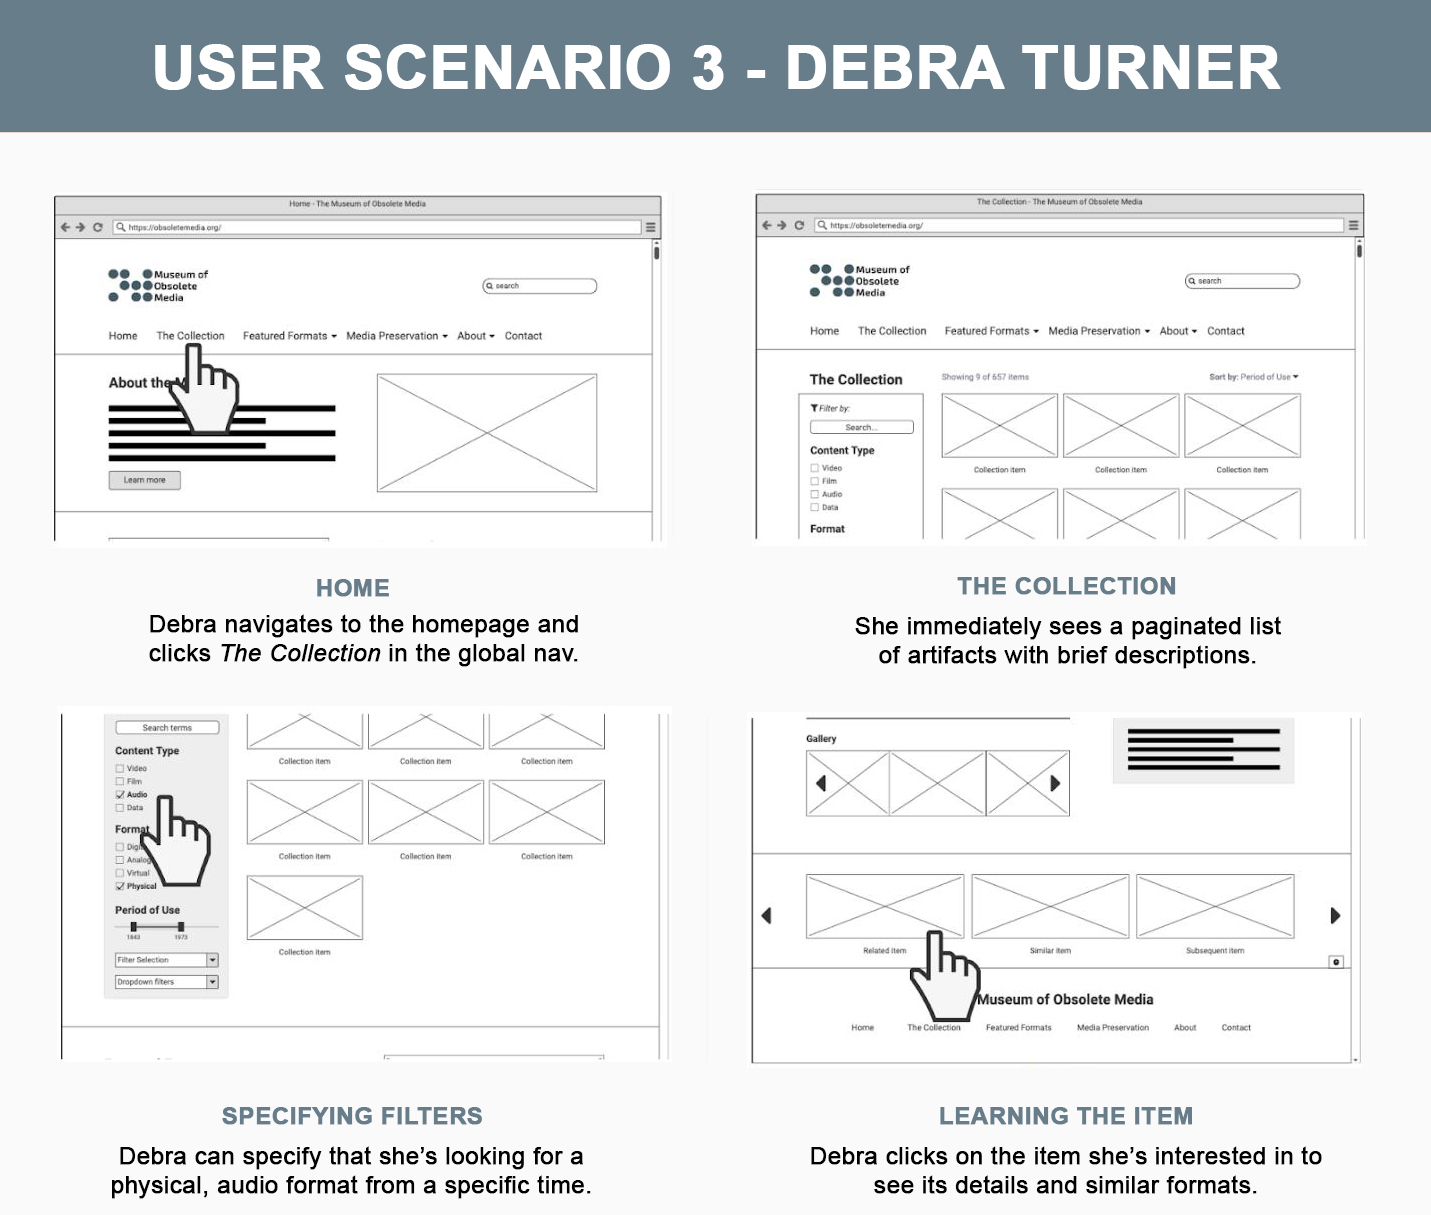 USER SCENARIO 3 - DEBRA TURNER
Home - The Museum of Obsolete Media
https://obsoletemedia.org/
Museum of
Obsolete
Media
search
Home The Collection Featured Formats Media Preservation About Contact
About the M
Learn more
HOME
Debra navigates to the homepage and
clicks The Collection in the global nav.
The Collection - The Museum of Obsolete Media
https://obsoletemedia.org/
Museum of
Obsolete
Media
search
Home The Collection Featured Formats Media Preservation About Contact
The Collection
Showing 9 of 657 items
Sort by: Period of Use
Filter by:
Search...
Content Type
Video
Film
Audio
Data
Format
Collection item Collection item Collection item
THE COLLECTION
She immediately sees a paginated list
of artifacts with brief descriptions.
Search terms
Content Type
Video
Film
Audio
Data
Format
Digi
Analog
Virtual
Physical
Period of Use
1843 1973
Filter Selection
Dropdown filters
Collection item Collection item Collection item
Collection item Collection item Collection item
Collection item
SPECIFYING FILTERS
Debra can specify that she’s looking for a
physical, audio format from a specific time.
Gallery
Related item Similar item Subsequent item
Museum of Obsolete Media
Home The Collection Featured Formats Media Preservation About Contact
LEARNING THE ITEM
Debra clicks on the item she’s interested in to
see its details and similar formats.